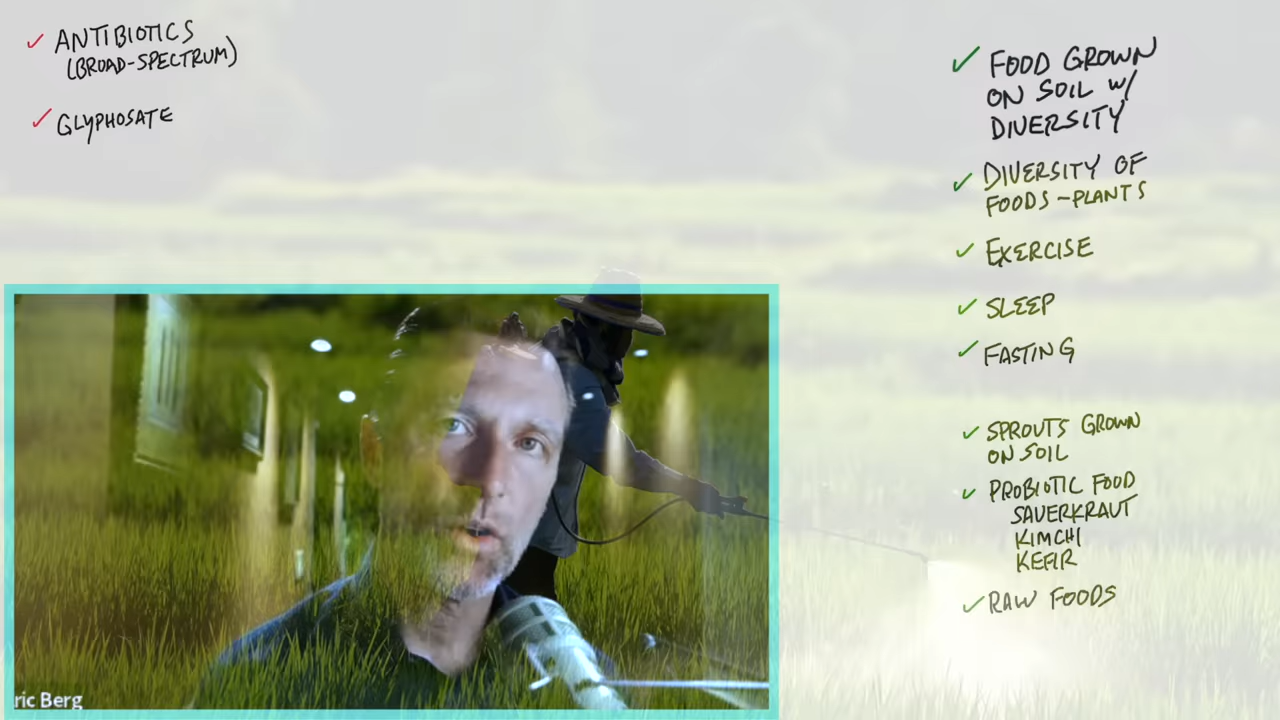 ANTIBIOTICS
(BROAD-SPECTRUM)
GLYPHOSATE
FOOD GROWN
ON SOIL W/
DIVERSITY
DIVERSITY OF
FOODS-PLANTS
EXERCISE
SLEEP
FASTING
SPROUTS GROWN
ON SOIL
PROBIOTIC FOOD
SAUERKRAUT
KIMCHI
KEFIR
RAW FOODS
ric Berg